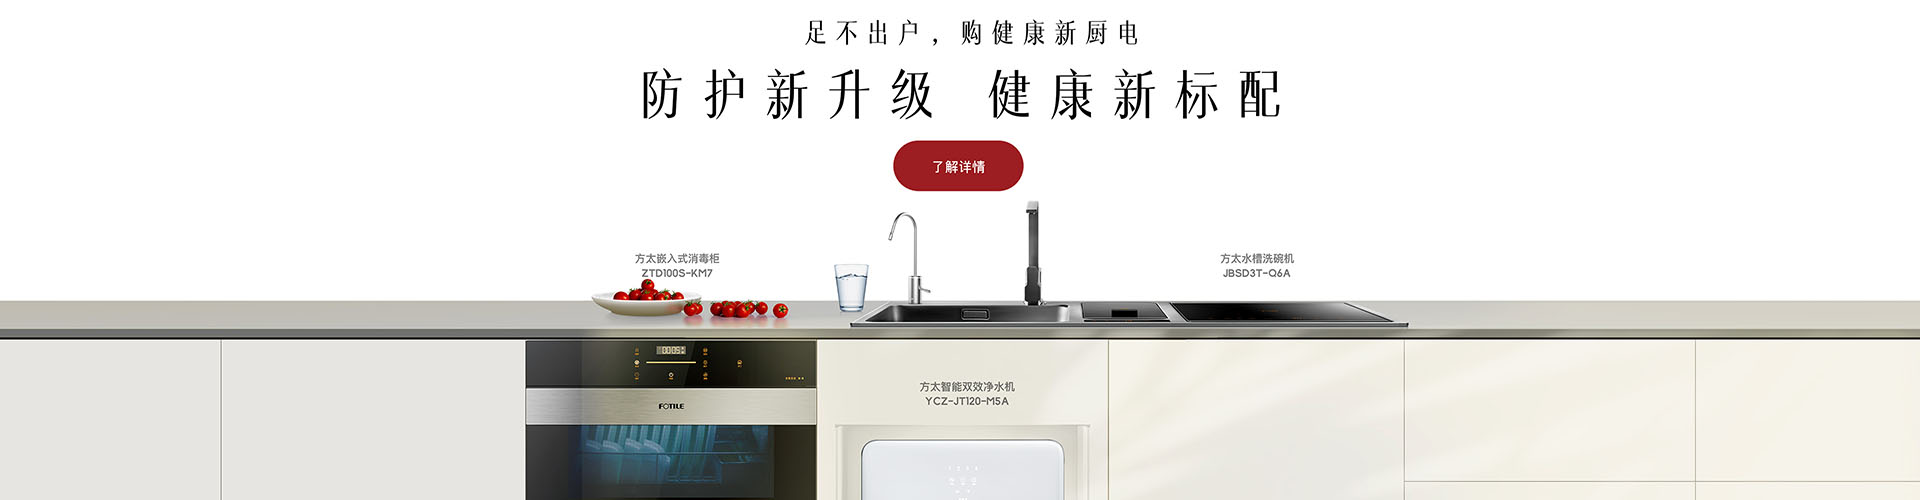 足不出户，购健康新厨电
防护新升级 健康新标配
了解详情
方太嵌入式消毒柜
ZTD100S-KM7
方太水槽洗碗机
JBSD3T-Q6A
FOTILE
方太智能双效净水机
YCZ-JT120-M5A